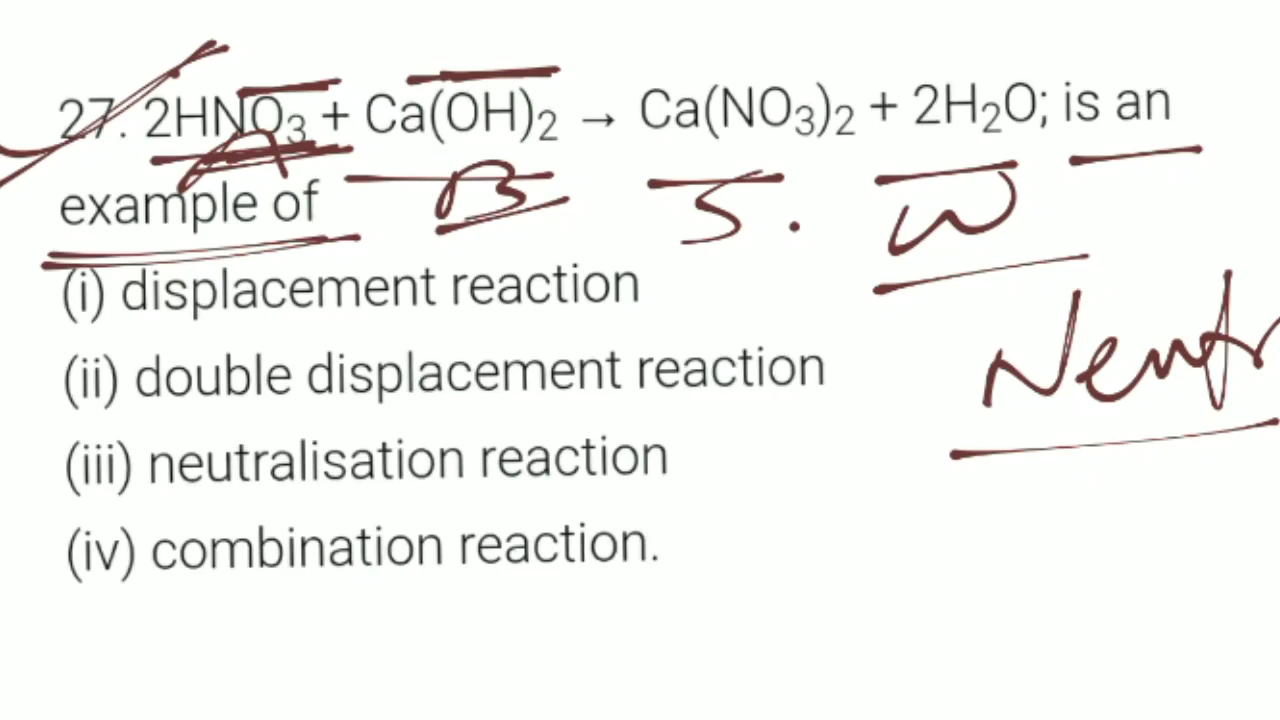 27. 2HNO₃ + Ca(OH)₂ → Ca(NO₃)₂ + 2H₂O; is an
A B S. W
example of
(i) displacement reaction
(ii) double displacement reaction
Neutr
(iii) neutralisation reaction
(iv) combination reaction.